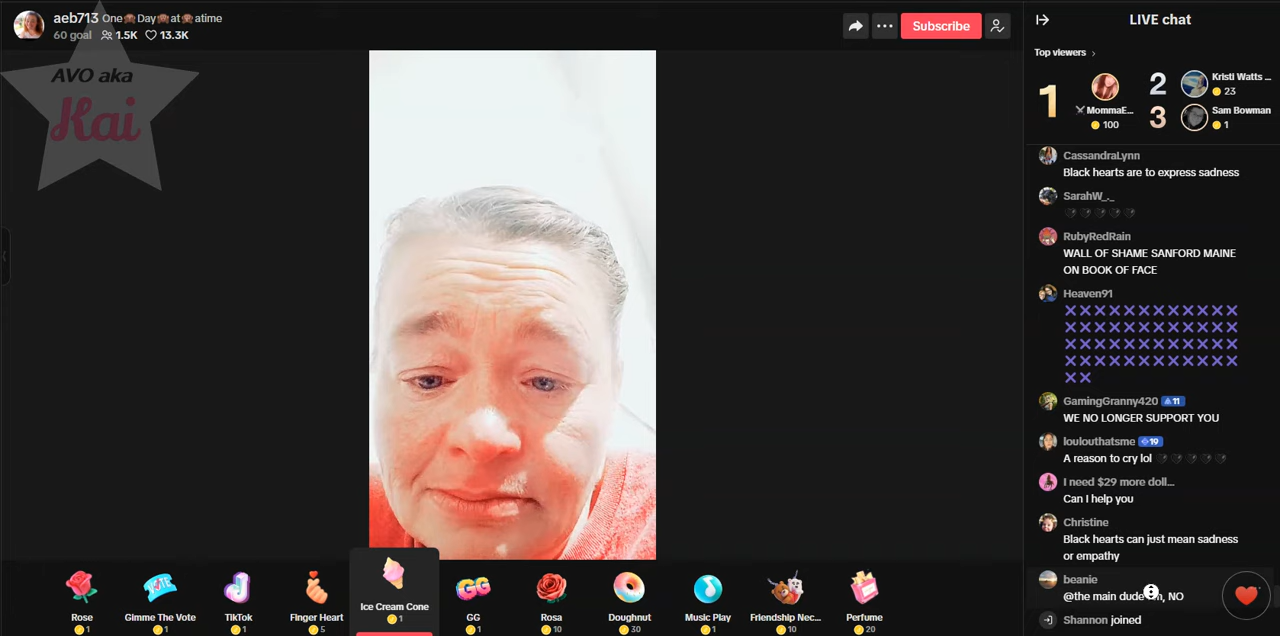 aeb713 One🙈Day🙈at🙈atime
60 goal 1.5K 13.3K
AVO aka
Kai
Subscribe
LIVE chat
Top viewers
1 MommaE... 100
2 Kristi Watts ... 23
3 Sam Bowman 1
CassandraLynn
Black hearts are to express sadness
SarahW_._
RubyRedRain
WALL OF SHAME SANFORD MAINE
ON BOOK OF FACE
Heaven91
GamingGranny420 11
WE NO LONGER SUPPORT YOU
loulouthatsme 19
A reason to cry lol
I need $29 more doll...
Can I help you
Christine
Black hearts can just mean sadness
or empathy
beanie
@the main dude, NO
Shannon joined
Rose
1
GImme The Vote
1
TikTok
1
Finger Heart
5
Ice Cream Cone
1
GG
GG
1
Rosa
10
Doughnut
30
Music Play
1
Friendship Nec...
10
Perfume
20